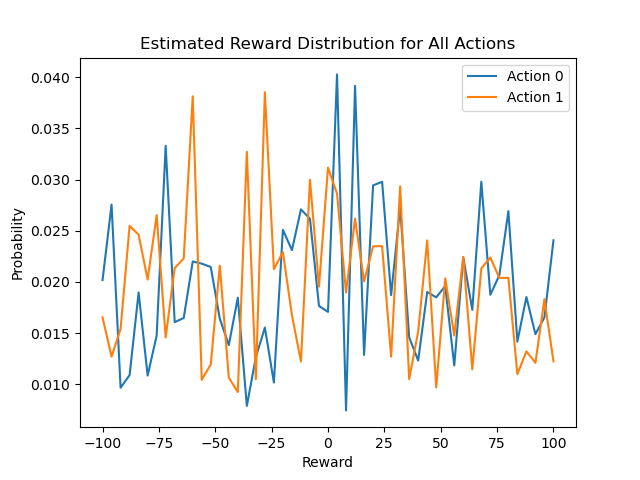 Estimated Reward Distribution for All Actions
Action 0
Action 1
Probability
0.040
0.035
0.030
0.025
0.020
0.015
0.010
−100 −75 −50 −25 0 25 50 75 100
Reward